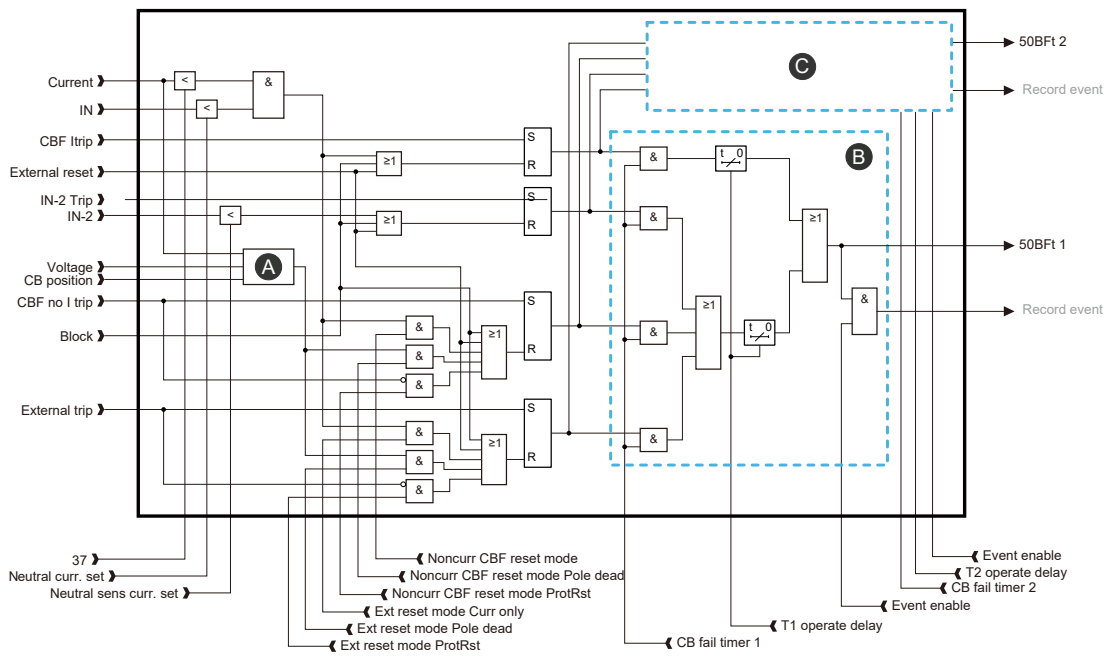 50BFt 2
C
Current
<
&
Record event
IN
<
CBF Itrip
S
t 0
B
R
&
≥1
External reset
IN-2 Trip
S
IN-2
<
≥1
R
&
≥1
50BFt 1
Voltage
A
CB position
CBF no I trip
S
≥1
&
Record event
Block
&
≥1
&
t 0
R
&
&
External trip
S
&
≥1
&
&
R
&
37
Noncurr CBF reset mode
Event enable
Neutral curr. set
Noncurr CBF reset mode Pole dead
T2 operate delay
Neutral sens curr. set
Noncurr CBF reset mode ProtRst
CB fail timer 2
Ext reset mode Curr only
Event enable
Ext reset mode Pole dead
T1 operate delay
Ext reset mode ProtRst
CB fail timer 1